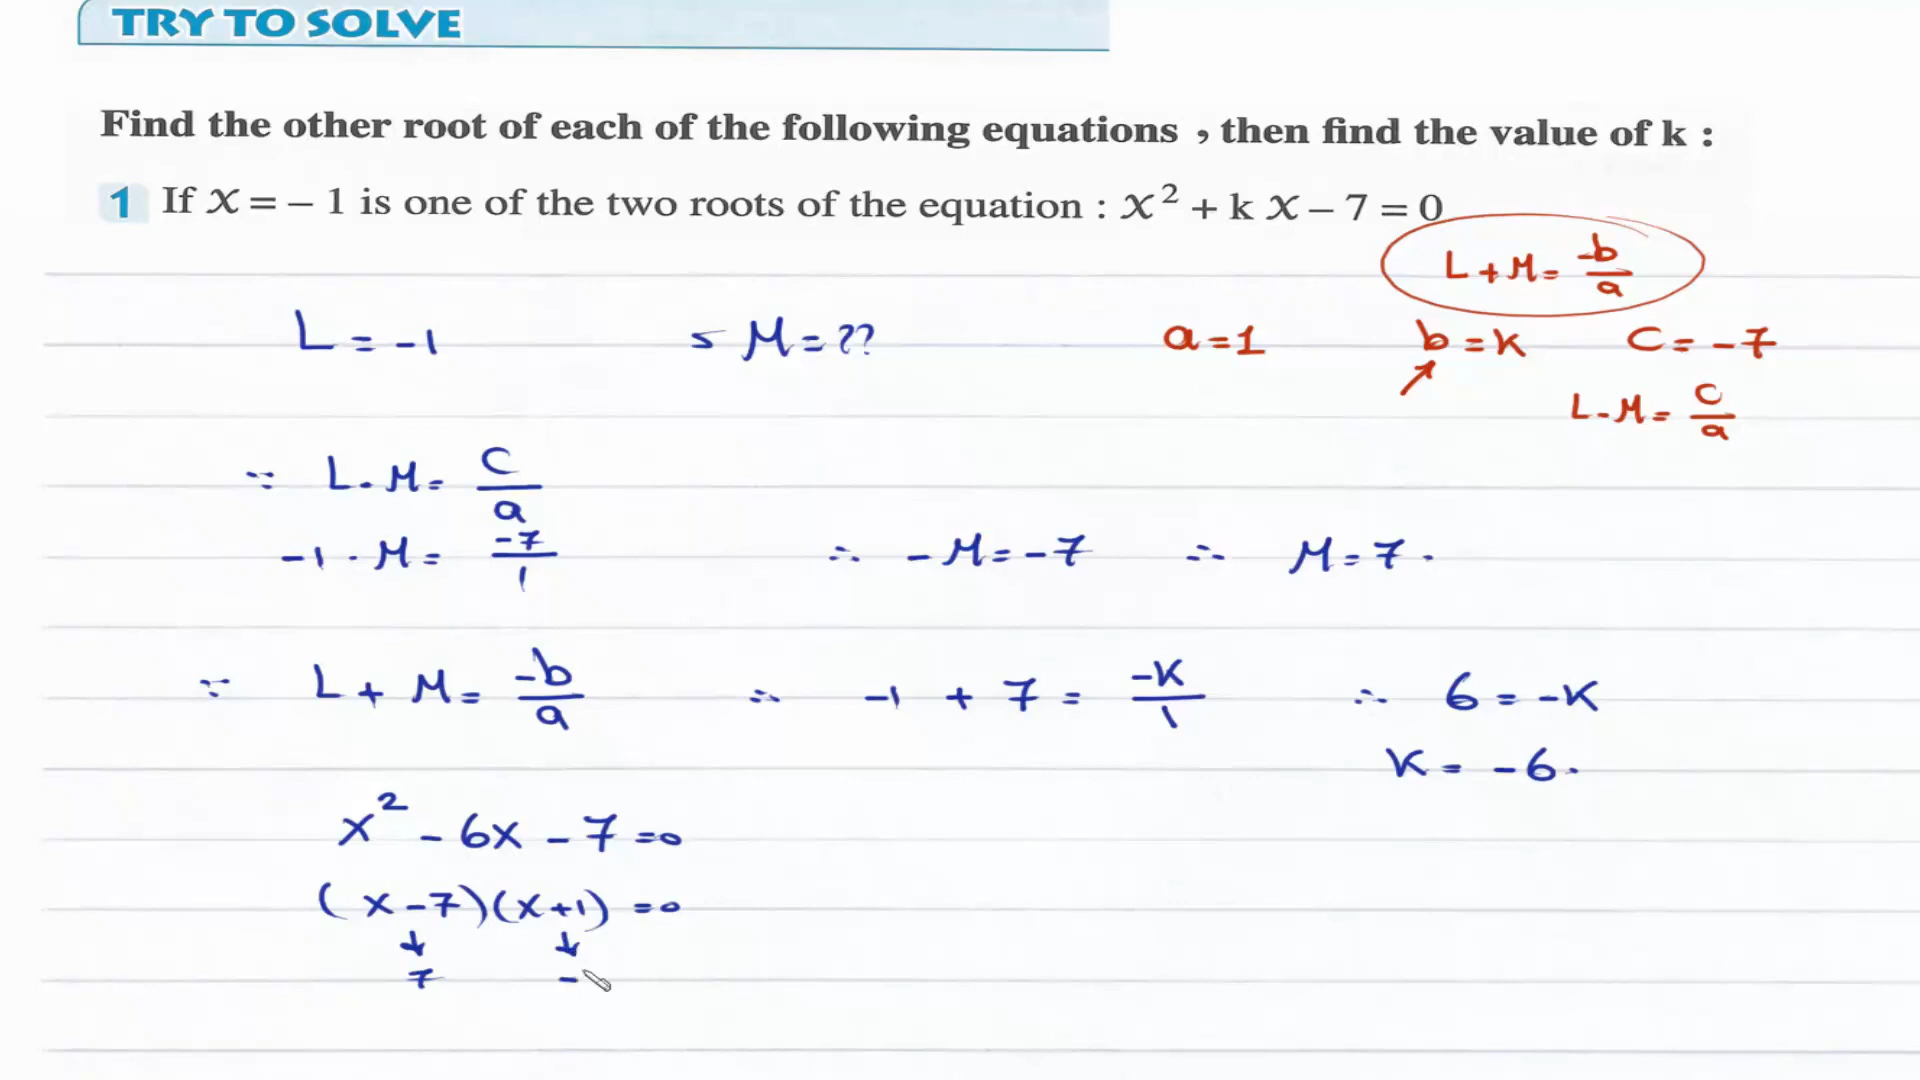 TRY TO SOLVE
Find the other root of each of the following equations , then find the value of k :
1 If x = – 1 is one of the two roots of the equation : x² + k x – 7 = 0
L + M = -b/a
L = -1 , M = ?? a = 1 b = k C = -7
L . M = C/a
∵ L . M = C/a
-1 . M = -7/1 ∴ -M = -7 ∴ M = 7 .
∵ L + M = -b/a ∴ -1 + 7 = -K/1 ∴ 6 = -K
K = -6 .
x² - 6x - 7 = 0
( x - 7 ) ( x + 1 ) = 0
↓ ↓
7 -